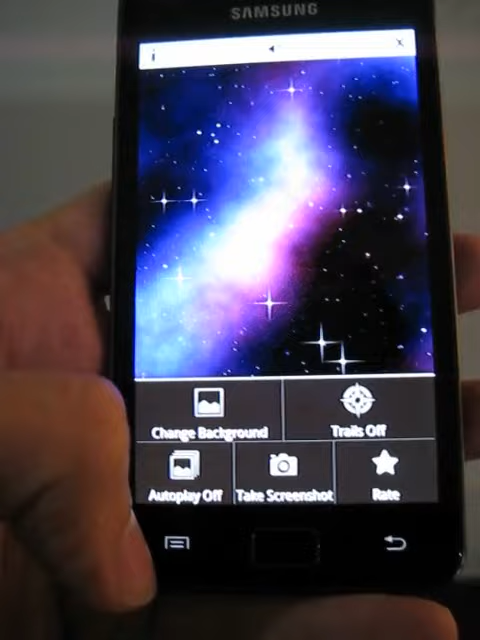 SAMSUNG
i x
Change Background Trails Off
Autoplay Off Take Screenshot Rate